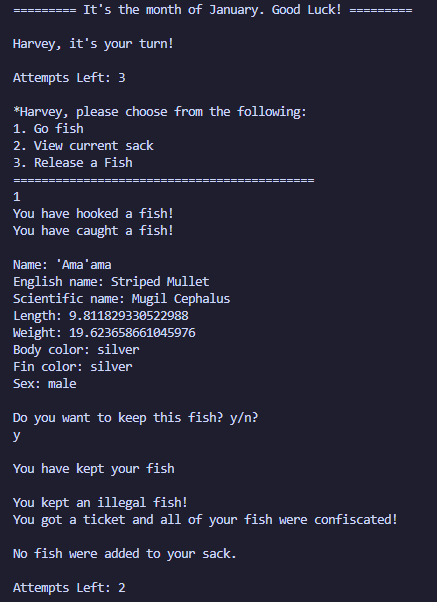 ========= It's the month of January. Good Luck! =========
Harvey, it's your turn!
Attempts Left: 3
*Harvey, please choose from the following:
1. Go fish
2. View current sack
3. Release a Fish
===========================================
1
You have hooked a fish!
You have caught a fish!
Name: 'Ama'ama
English name: Striped Mullet
Scientific name: Mugil Cephalus
Length: 9.811829330522988
Weight: 19.623658661045976
Body color: silver
Fin color: silver
Sex: male
Do you want to keep this fish? y/n?
y
You have kept your fish
You kept an illegal fish!
You got a ticket and all of your fish were confiscated!
No fish were added to your sack.
Attempts Left: 2